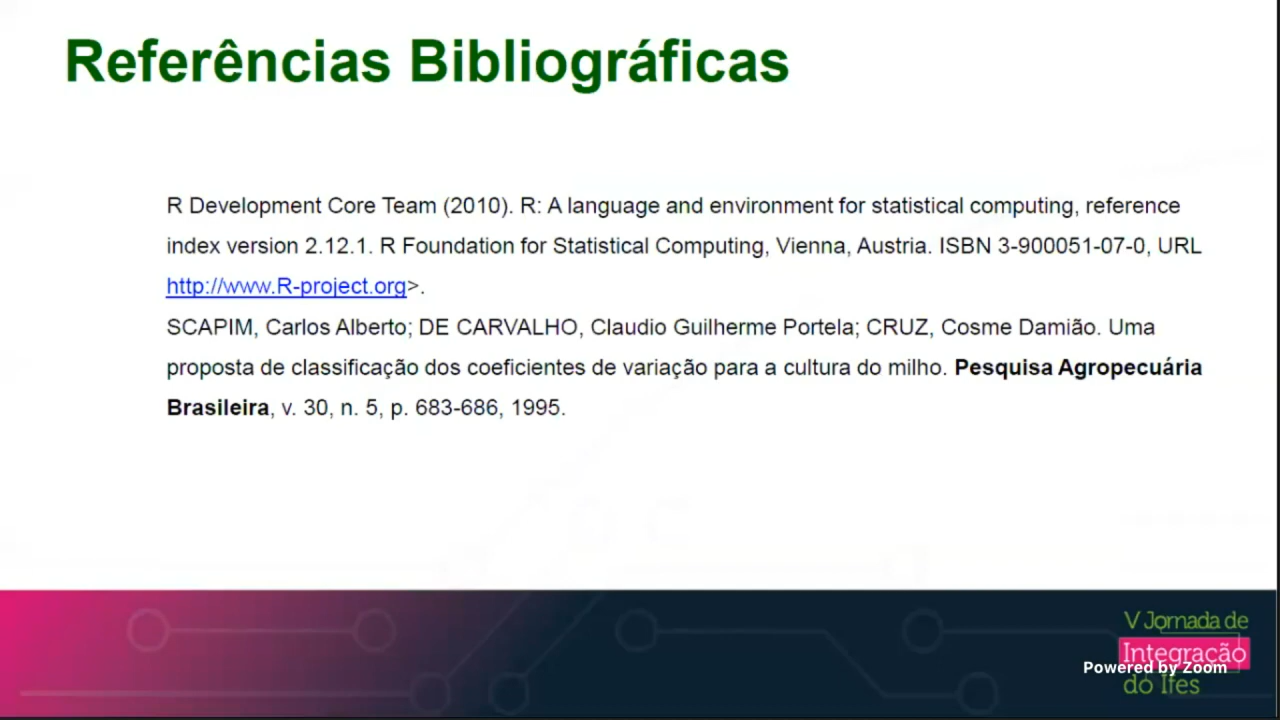 Referências Bibliográficas
R Development Core Team (2010). R: A language and environment for statistical computing, reference
index version 2.12.1. R Foundation for Statistical Computing, Vienna, Austria. ISBN 3-900051-07-0, URL
http://www.R-project.org>.
SCAPIM, Carlos Alberto; DE CARVALHO, Claudio Guilherme Portela; CRUZ, Cosme Damião. Uma
proposta de classificação dos coeficientes de variação para a cultura do milho. Pesquisa Agropecuária
Brasileira, v. 30, n. 5, p. 683-686, 1995.
V Jornada de
Integração
Powered by Zoom
do Ifes